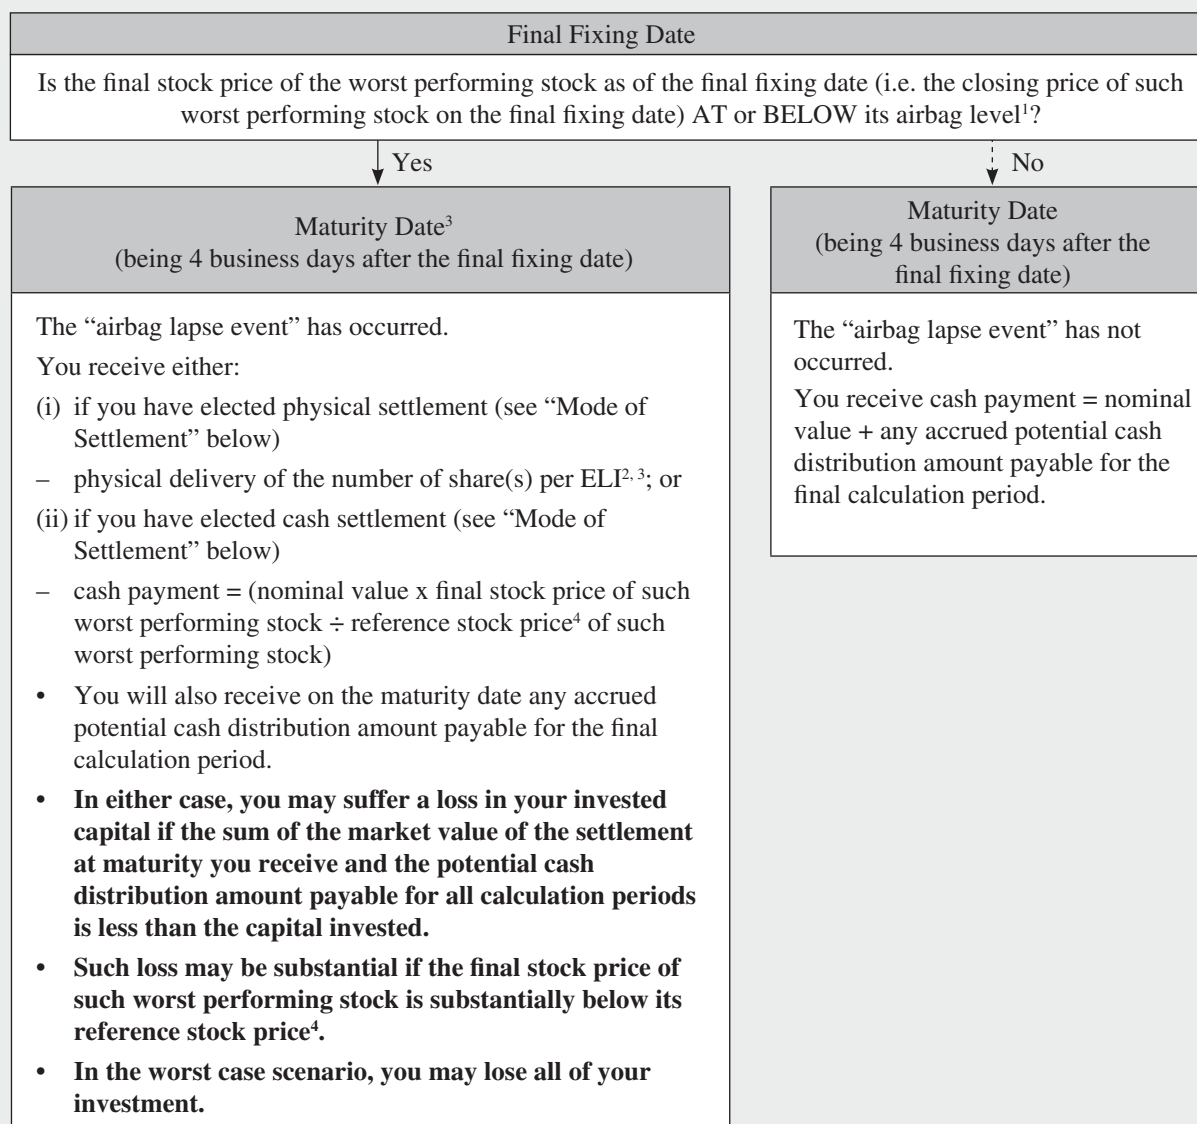 Final Fixing Date
Is the final stock price of the worst performing stock as of the final fixing date (i.e. the closing price of such
worst performing stock on the final fixing date) AT or BELOW its airbag level¹?
Yes
No
Maturity Date³
(being 4 business days after the final fixing date)
The “airbag lapse event” has occurred.
You receive either:
(i) if you have elected physical settlement (see “Mode of
Settlement” below)
– physical delivery of the number of share(s) per ELI²˒ ³; or
(ii) if you have elected cash settlement (see “Mode of
Settlement” below)
– cash payment = (nominal value x final stock price of such
worst performing stock ÷ reference stock price⁴ of such
worst performing stock)
• You will also receive on the maturity date any accrued
potential cash distribution amount payable for the final
calculation period.
• In either case, you may suffer a loss in your invested
capital if the sum of the market value of the settlement
at maturity you receive and the potential cash
distribution amount payable for all calculation periods
is less than the capital invested.
• Such loss may be substantial if the final stock price of
such worst performing stock is substantially below its
reference stock price⁴.
• In the worst case scenario, you may lose all of your
investment.
Maturity Date
(being 4 business days after the
final fixing date)
The “airbag lapse event” has not
occurred.
You receive cash payment = nominal
value + any accrued potential cash
distribution amount payable for the
final calculation period.